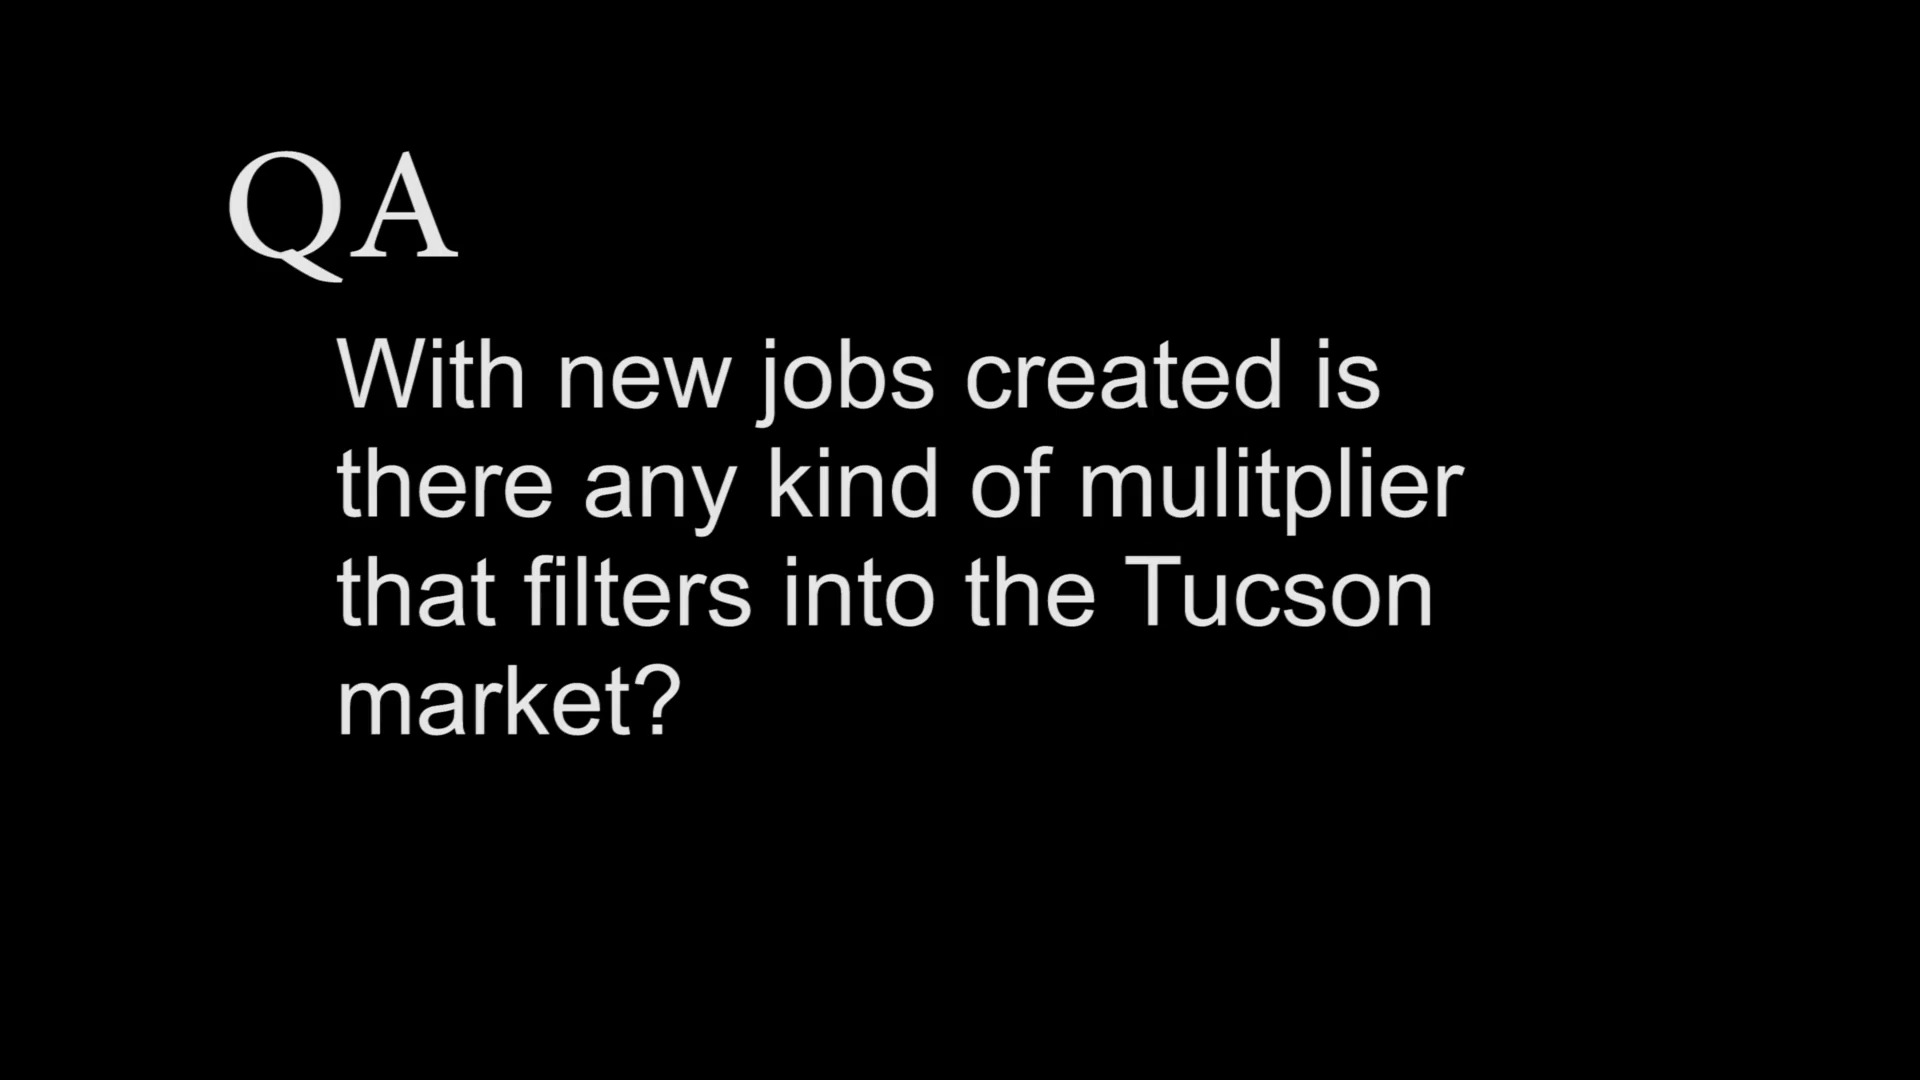 QA
With new jobs created is
there any kind of mulitplier
that filters into the Tucson
market?